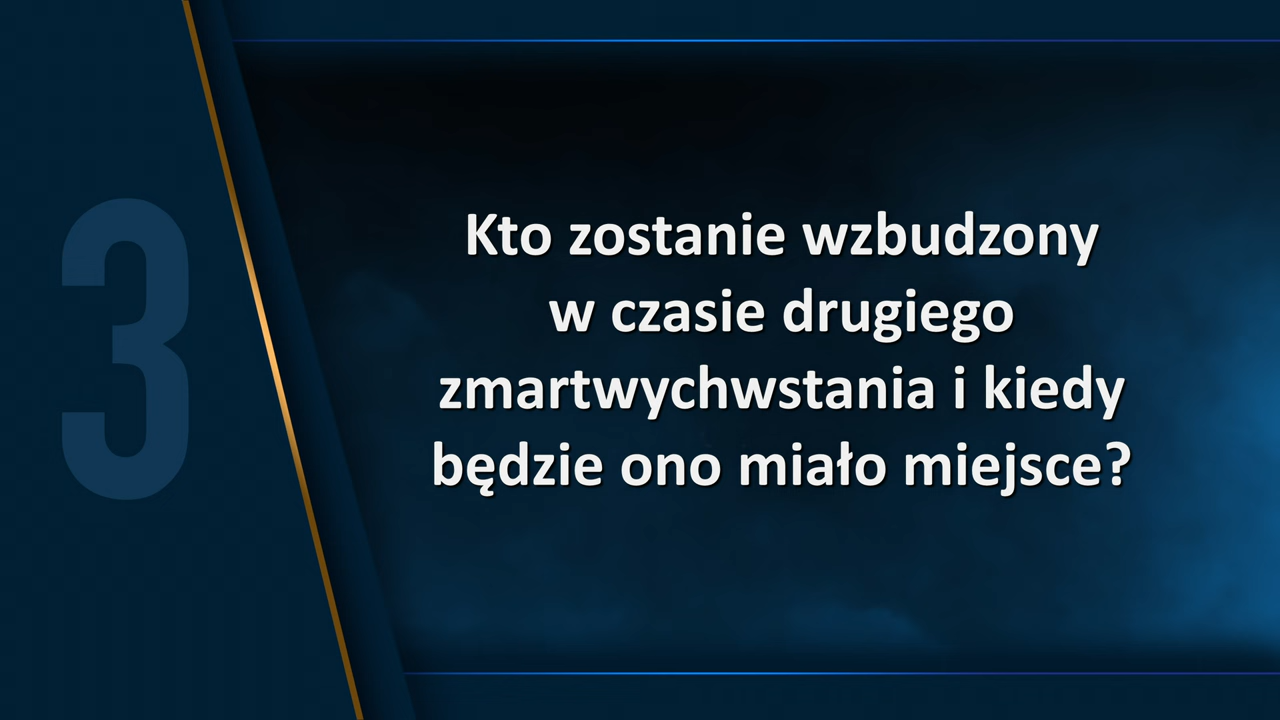 3
Kto zostanie wzbudzony
w czasie drugiego
zmartwychwstania i kiedy
będzie ono miało miejsce?